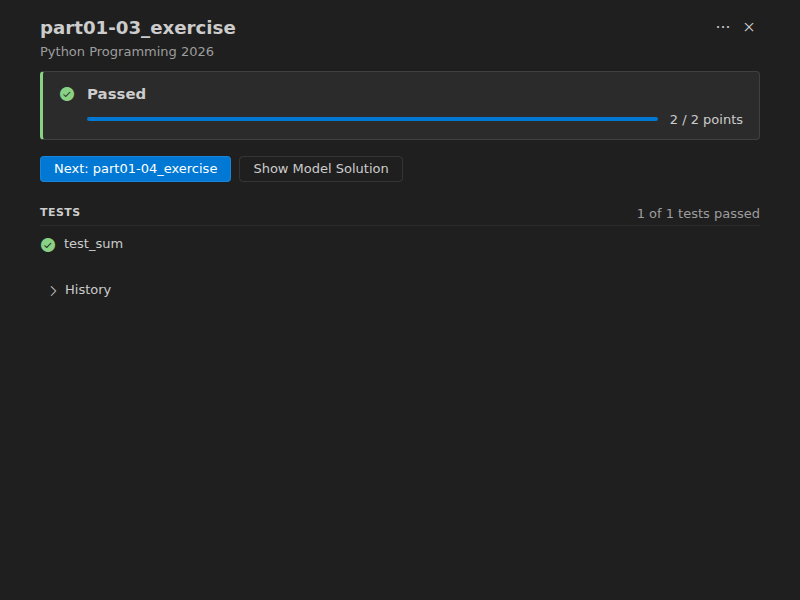 part01-03_exercise
Python Programming 2026
Passed
2 / 2 points
Next: part01-04_exercise
Show Model Solution
TESTS
1 of 1 tests passed
test_sum
History